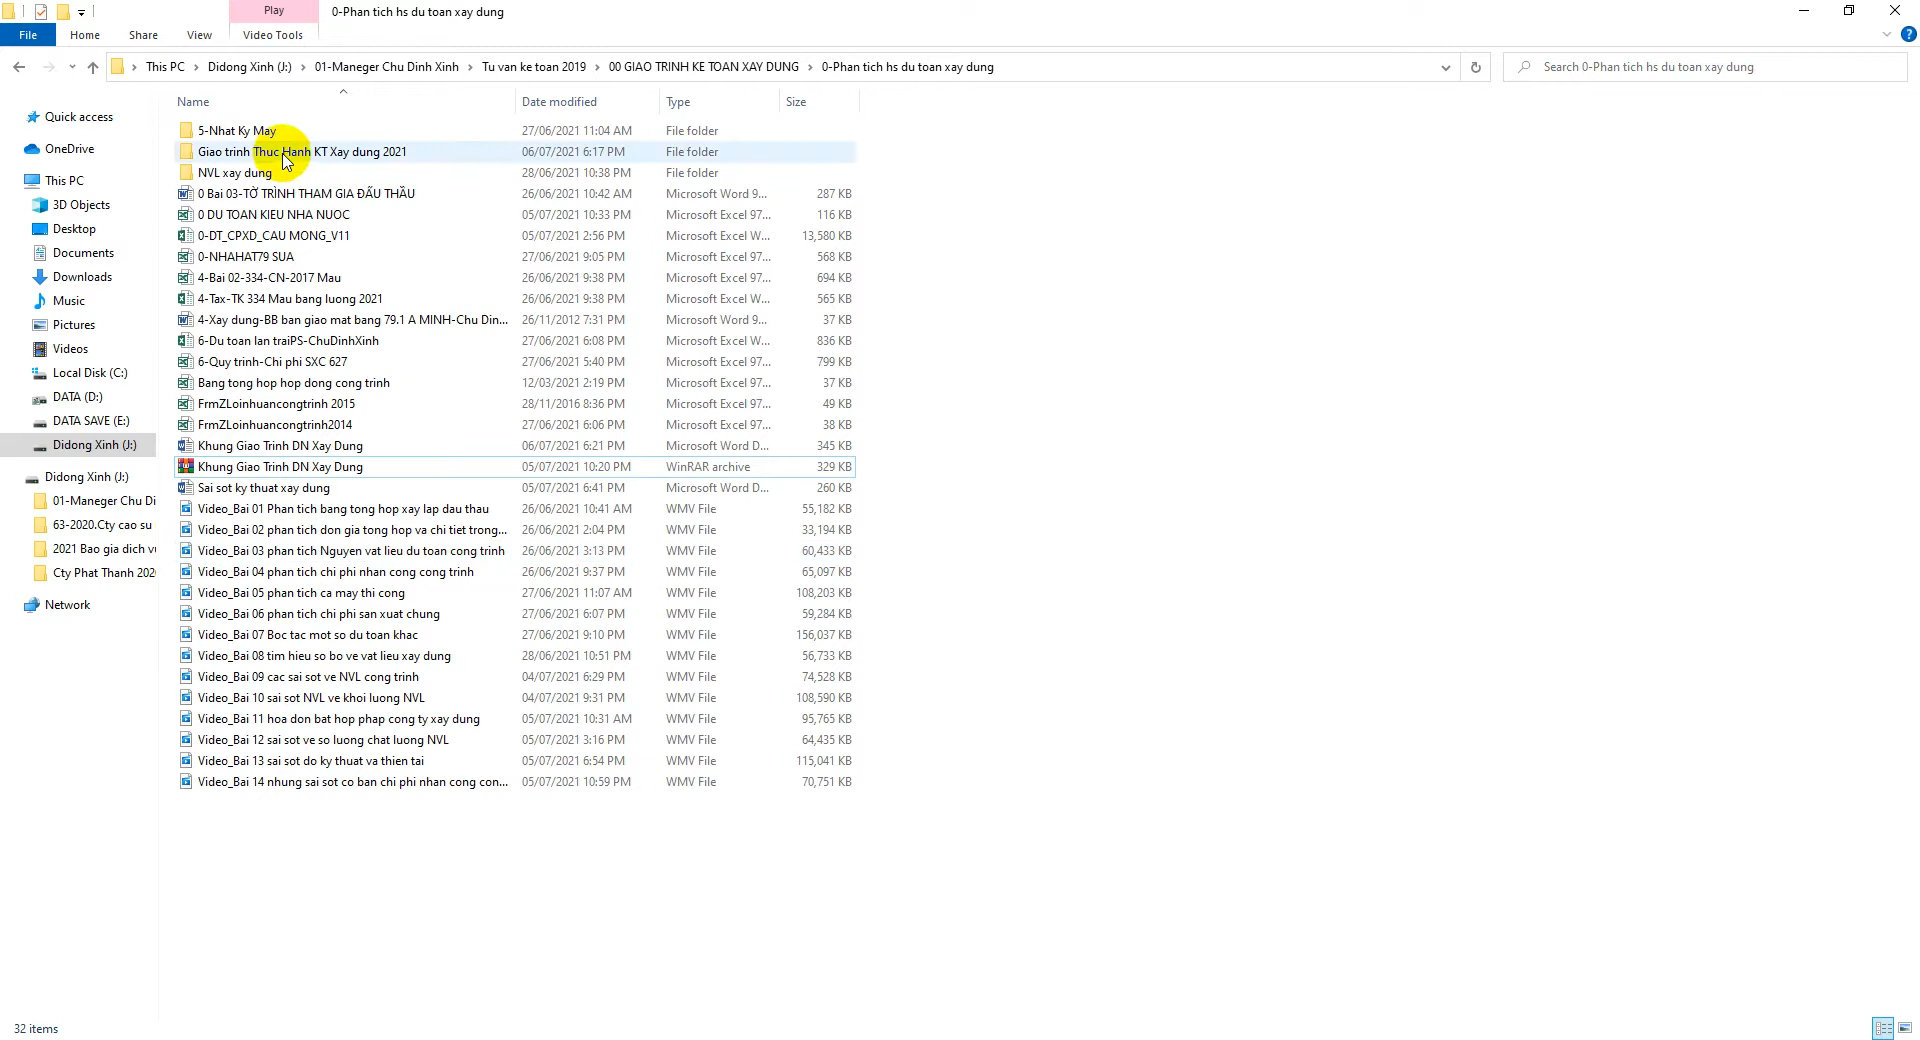 Play
0-Phan tich hs du toan xay dung
File
Home
Share
View
Video Tools
This PC
Didong Xinh (J:)
01-Maneger Chu Dinh Xinh
Tu van ke toan 2019
00 GIAO TRINH KE TOAN XAY DUNG
0-Phan tich hs du toan xay dung
Search 0-Phan tich hs du toan xay dung
Quick access
OneDrive
This PC
3D Objects
Desktop
Documents
Downloads
Music
Pictures
Videos
Local Disk (C:)
DATA (D:)
DATA SAVE (E:)
Didong Xinh (J:)
Didong Xinh (J:)
01-Maneger Chu Di
63-2020.Cty cao su
2021 Bao gia dich vụ
Cty Phat Thanh 202
Network
Name Date modified Type Size
5-Nhat Ky May 27/06/2021 11:04 AM File folder
Giao trinh Thuc Hanh KT Xay dung 2021 06/07/2021 6:17 PM File folder
NVL xay dung 28/06/2021 10:38 PM File folder
0 Bai 03-TỜ TRÌNH THAM GIA ĐẤU THẦU 26/06/2021 10:42 AM Microsoft Word 9... 287 KB
0 DU TOAN KIEU NHA NUOC 05/07/2021 10:33 PM Microsoft Excel 97... 116 KB
0-DT_CPXD_CAU MONG_V11 05/07/2021 2:56 PM Microsoft Excel W... 13,580 KB
0-NHAHAT79 SUA 27/06/2021 9:05 PM Microsoft Excel 97... 568 KB
4-Bai 02-334-CN-2017 Mau 26/06/2021 9:38 PM Microsoft Excel 97... 694 KB
4-Tax-TK 334 Mau bang luong 2021 26/06/2021 9:38 PM Microsoft Excel W... 565 KB
4-Xay dung-BB ban giao mat bang 79.1 A MINH-Chu Din... 26/11/2012 7:31 PM Microsoft Word 9... 37 KB
6-Du toan lan traiPS-ChuDinhXinh 27/06/2021 6:08 PM Microsoft Excel W... 836 KB
6-Quy trinh-Chi phi SXC 627 27/06/2021 5:40 PM Microsoft Excel 97... 799 KB
Bang tong hop hop dong cong trinh 12/03/2021 2:19 PM Microsoft Excel 97... 37 KB
FrmZLoinhuancongtrinh 2015 28/11/2016 8:36 PM Microsoft Excel 97... 49 KB
FrmZLoinhuancongtrinh2014 27/06/2021 6:06 PM Microsoft Excel 97... 38 KB
Khung Giao Trinh DN Xay Dung 06/07/2021 6:21 PM Microsoft Word D... 345 KB
Khung Giao Trinh DN Xay Dung 05/07/2021 10:20 PM WinRAR archive 329 KB
Sai sot ky thuat xay dung 05/07/2021 6:41 PM Microsoft Word D... 260 KB
Video_Bai 01 Phan tich bang tong hop xay lap dau thau 26/06/2021 10:41 AM WMV File 55,182 KB
Video_Bai 02 phan tich don gia tong hop va chi tiet trong... 26/06/2021 2:04 PM WMV File 33,194 KB
Video_Bai 03 phan tich Nguyen vat lieu du toan cong trinh 26/06/2021 3:13 PM WMV File 60,433 KB
Video_Bai 04 phan tich chi phi nhan cong cong trinh 26/06/2021 9:37 PM WMV File 65,097 KB
Video_Bai 05 phan tich ca may thi cong 27/06/2021 11:07 AM WMV File 108,203 KB
Video_Bai 06 phan tich chi phi san xuat chung 27/06/2021 6:07 PM WMV File 59,284 KB
Video_Bai 07 Boc tac mot so du toan khac 27/06/2021 9:10 PM WMV File 156,037 KB
Video_Bai 08 tim hieu so bo ve vat lieu xay dung 28/06/2021 10:51 PM WMV File 56,733 KB
Video_Bai 09 cac sai sot ve NVL cong trinh 04/07/2021 6:29 PM WMV File 74,528 KB
Video_Bai 10 sai sot NVL ve khoi luong NVL 04/07/2021 9:31 PM WMV File 108,590 KB
Video_Bai 11 hoa don bat hop phap cong ty xay dung 05/07/2021 10:31 AM WMV File 95,765 KB
Video_Bai 12 sai sot ve so luong chat luong NVL 05/07/2021 3:16 PM WMV File 64,435 KB
Video_Bai 13 sai sot do ky thuat va thien tai 05/07/2021 6:54 PM WMV File 115,041 KB
Video_Bai 14 nhung sai sot co ban chi phi nhan cong con... 05/07/2021 10:59 PM WMV File 70,751 KB
32 items